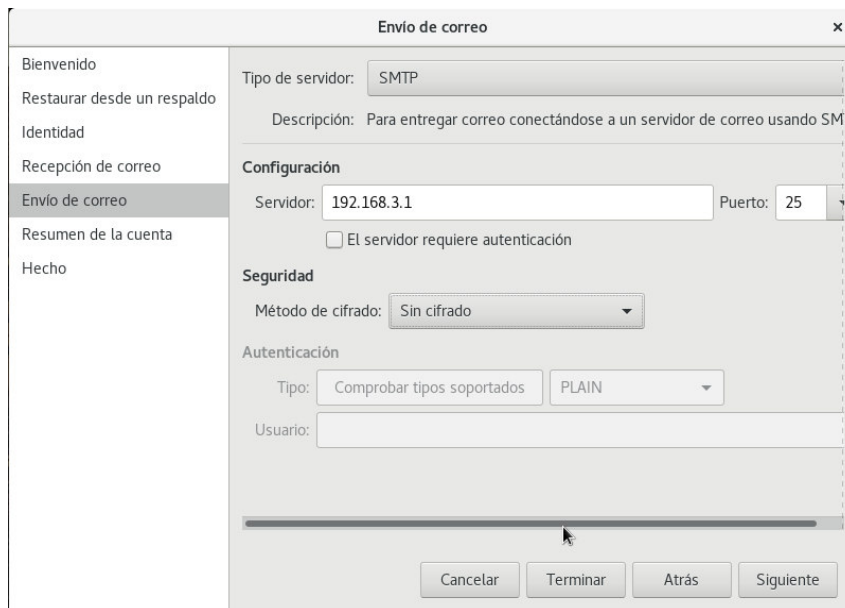 Envío de correo ×
Bienvenido
Restaurar desde un respaldo
Identidad
Recepción de correo
Envío de correo
Resumen de la cuenta
Hecho
Tipo de servidor: SMTP
Descripción: Para entregar correo conectándose a un servidor de correo usando SM
Configuración
Servidor: 192.168.3.1 Puerto: 25
El servidor requiere autenticación
Seguridad
Método de cifrado: Sin cifrado
Autenticación
Tipo: Comprobar tipos soportados PLAIN
Usuario:
Cancelar Terminar Atrás Siguiente